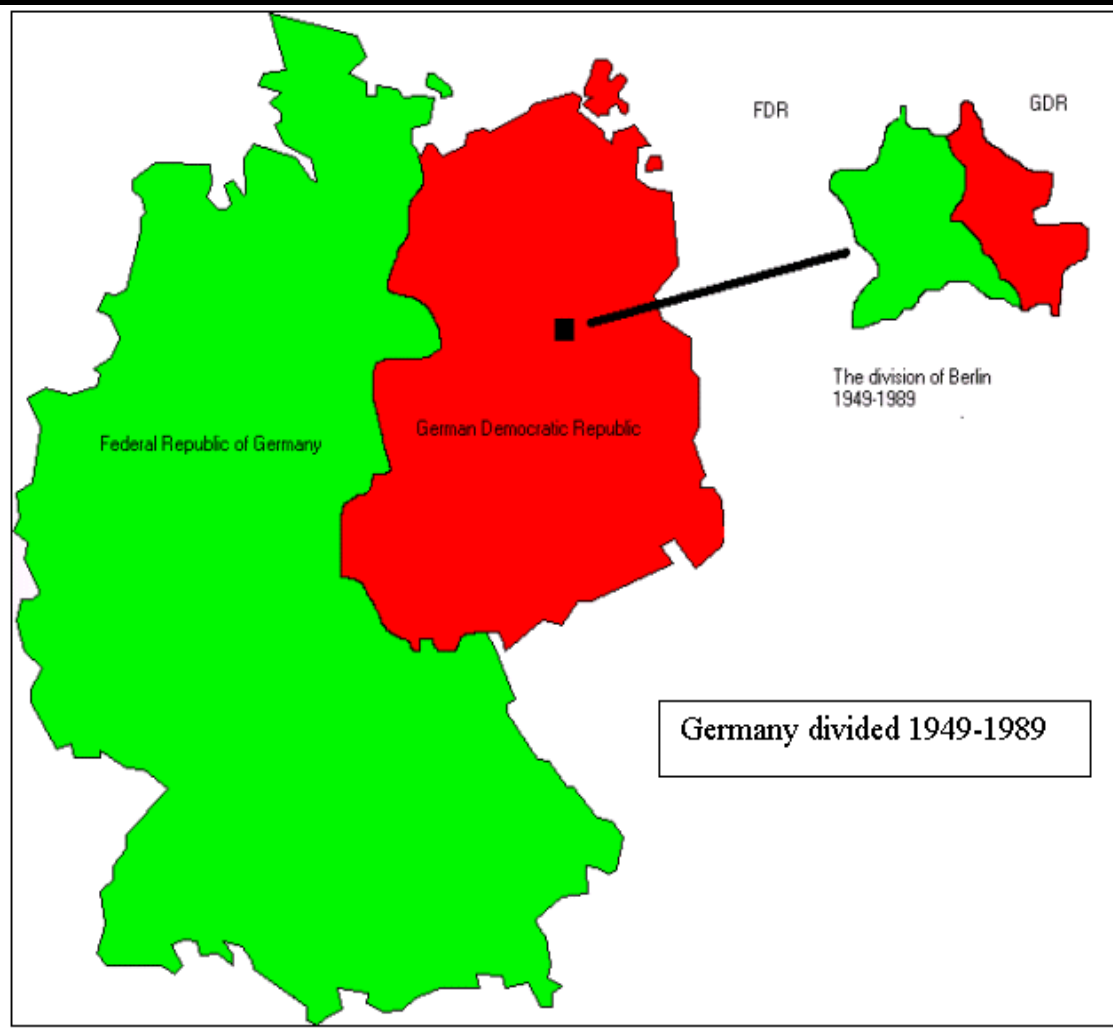 FDR
GDR
The division of Berlin
1949-1989
Federal Republic of Germany
German Democratic Republic
Germany divided 1949-1989